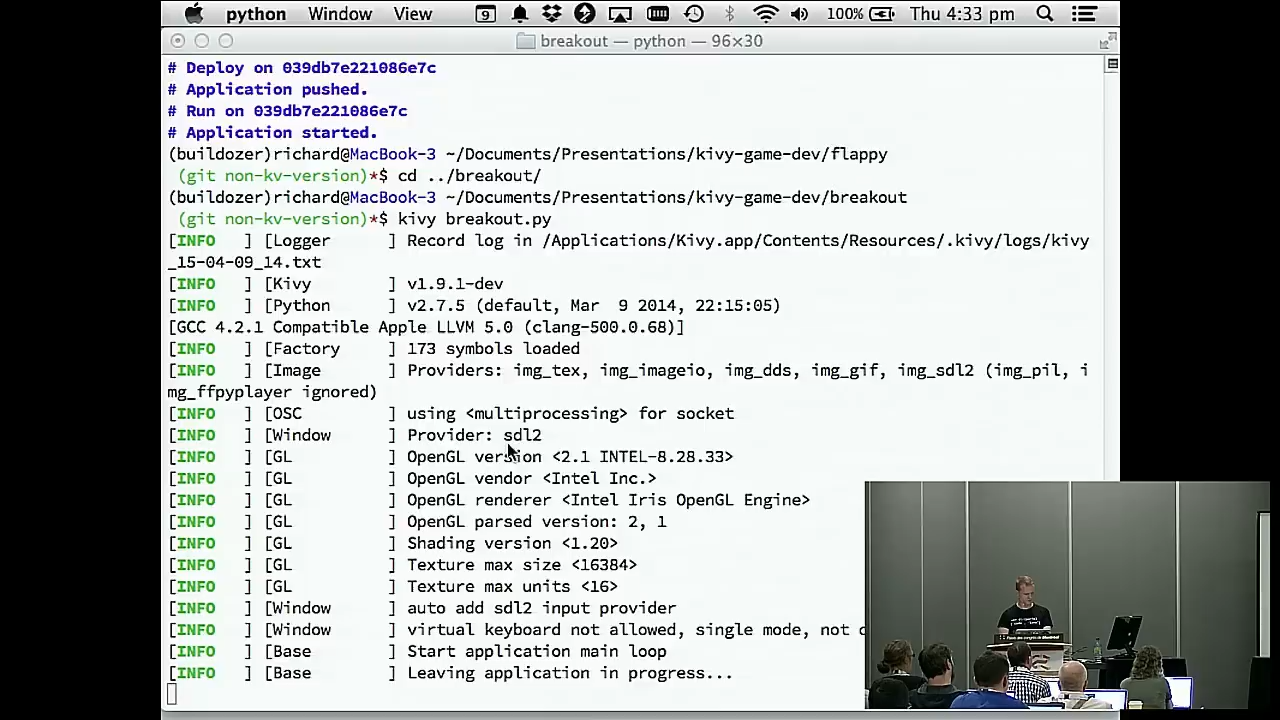 python Window View 9 100% Thu 4:33 pm
breakout — python — 96×30
# Deploy on 039db7e221086e7c
# Application pushed.
# Run on 039db7e221086e7c
# Application started.
(buildozer)richard@MacBook-3 ~/Documents/Presentations/kivy-game-dev/flappy
(git non-kv-version)*$ cd ../breakout/
(buildozer)richard@MacBook-3 ~/Documents/Presentations/kivy-game-dev/breakout
(git non-kv-version)*$ kivy breakout.py
[INFO   ] [Logger      ] Record log in /Applications/Kivy.app/Contents/Resources/.kivy/logs/kivy
_15-04-09_14.txt
[INFO   ] [Kivy        ] v1.9.1-dev
[INFO   ] [Python      ] v2.7.5 (default, Mar  9 2014, 22:15:05)
[GCC 4.2.1 Compatible Apple LLVM 5.0 (clang-500.0.68)]
[INFO   ] [Factory     ] 173 symbols loaded
[INFO   ] [Image       ] Providers: img_tex, img_imageio, img_dds, img_gif, img_sdl2 (img_pil, i
mg_ffpyplayer ignored)
[INFO   ] [OSC         ] using <multiprocessing> for socket
[INFO   ] [Window      ] Provider: sdl2
[INFO   ] [GL          ] OpenGL version <2.1 INTEL-8.28.33>
[INFO   ] [GL          ] OpenGL vendor <Intel Inc.>
[INFO   ] [GL          ] OpenGL renderer <Intel Iris OpenGL Engine>
[INFO   ] [GL          ] OpenGL parsed version: 2, 1
[INFO   ] [GL          ] Shading version <1.20>
[INFO   ] [GL          ] Texture max size <16384>
[INFO   ] [GL          ] Texture max units <16>
[INFO   ] [Window      ] auto add sdl2 input provider
[INFO   ] [Window      ] virtual keyboard not allowed, single mode, not
[INFO   ] [Base        ] Start application main loop
[INFO   ] [Base        ] Leaving application in progress...